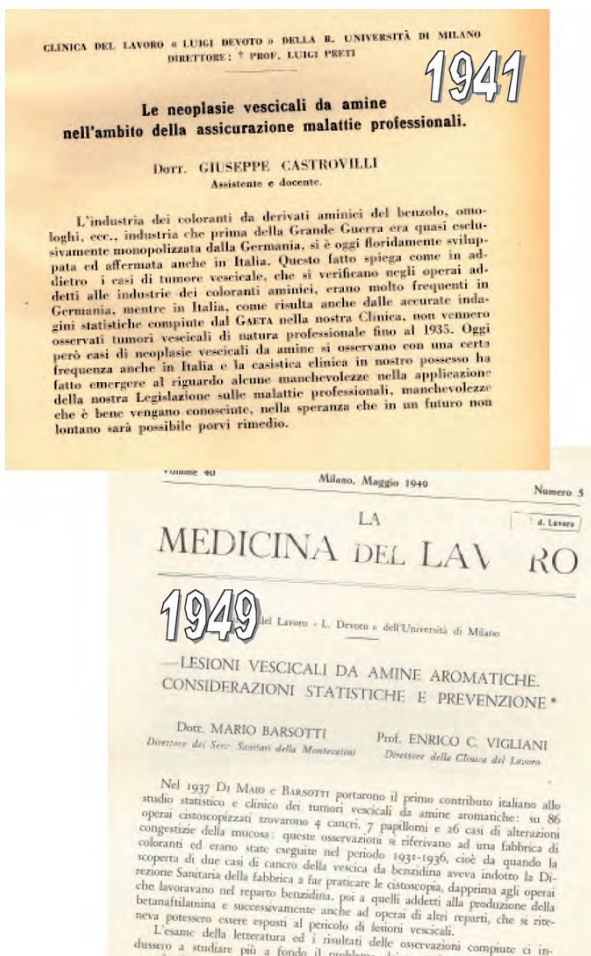 CLINICA DEL LAVORO « LUIGI DEVOTO » DELLA R. UNIVERSITÀ DI MILANO
DIRETTORE: † PROF. LUIGI PRETI
1941
Le neoplasie vescicali da amine
nell'ambito della assicurazione malattie professionali.
DOTT. GIUSEPPE CASTROVILLI
Assistente e docente.
L'industria dei coloranti da derivati aminici del benzolo, omo-
loghi, ecc., industria che prima della Grande Guerra era quasi esclu-
sivamente monopolizzata dalla Germania, si è oggi floridamente svilup-
pata ed affermata anche in Italia. Questo fatto spiega come in ad-
dietro i casi di tumore vescicale, che si verificano negli operai ad-
detti alle industrie dei coloranti aminici, erano molto frequenti in
Germania, mentre in Italia, come risulta anche dalle accurate inda-
gini statistiche compiute dal GAETA nella nostra Clinica, non vennero
osservati tumori vescicali di natura professionale fino al 1935. Oggi
però casi di neoplasie vescicali da amine si osservano con una certa
frequenza anche in Italia e la casistica clinica in nostro possesso ha
fatto emergere al riguardo alcune manchevolezze nella applicazione
della nostra Legislazione sulle malattie professionali, manchevolezze
che è bene vengano conosciute, nella speranza che in un futuro non
lontano sarà possibile porvi rimedio.
Volume 40 Milano, Maggio 1949 Numero 5
LA
d. Lavoro
MEDICINA DEL LAV RO
1949
del Lavoro « L. Devoto » dell'Università di Milano
LESIONI VESCICALI DA AMINE AROMATICHE.
CONSIDERAZIONI STATISTICHE E PREVENZIONE *
Dott. MARIO BARSOTTI Prof. ENRICO C. VIGLIANI
Direttore dei Serv. Sanitari della Montecatini Direttore della Clinica del Lavoro
Nel 1937 DI MAIO e BARSOTTI portarono il primo contributo italiano allo
studio statistico e clinico dei tumori vescicali da amine aromatiche: su 86
operai cistoscopizzati trovarono 4 cancri, 7 papillomi e 26 casi di alterazioni
congestizie della mucosa: queste osservazioni si riferivano ad una fabbrica di
coloranti ed erano state eseguite nel periodo 1931-1936, cioè da quando la
scoperta di due casi di cancro della vescica da benzidina aveva indotto la Di-
rezione Sanitaria della fabbrica a far praticare le cistoscopia, dapprima agli operai
che lavoravano nel reparto benzidina, poi a quelli addetti alla produzione della
betanaftilamina e successivamente anche ad operai di altri reparti, che si rite-
neva potessero essere esposti al pericolo di lesioni vescicali.
L'esame della letteratura ed i risultati delle osservazioni compiute ci in-
dussero a studiare più a fondo il